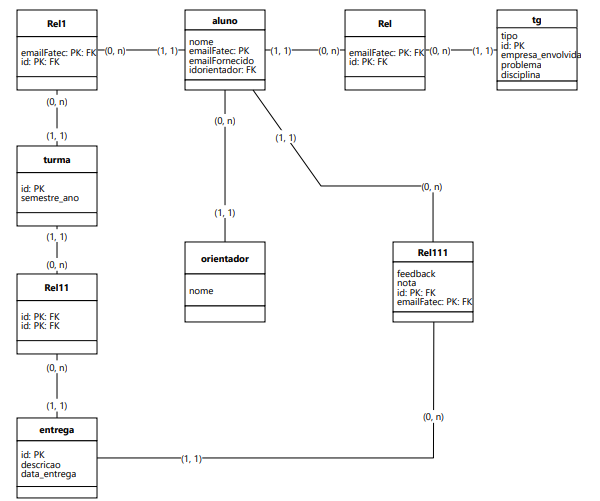 Rel1
emailFatec: PK: FK
id: PK: FK
(0, n)
(1, 1)
aluno
nome
emailFatec: PK
emailFornecido
idorientador: FK
(1, 1)
(0, n)
Rel
emailFatec: PK: FK
id: PK: FK
(0, n)
(1, 1)
tg
tipo
id: PK
empresa_envolvida
problema
disciplina
(0, n)
(1, 1)
turma
id: PK
semestre_ano
(1, 1)
(0, n)
Rel11
id: PK: FK
id: PK: FK
(0, n)
(1, 1)
entrega
id: PK
descricao
data_entrega
(0, n)
(1, 1)
orientador
nome
(1, 1)
(0, n)
Rel111
feedback
nota
id: PK: FK
emailFatec: PK: FK
(0, n)
(1, 1)